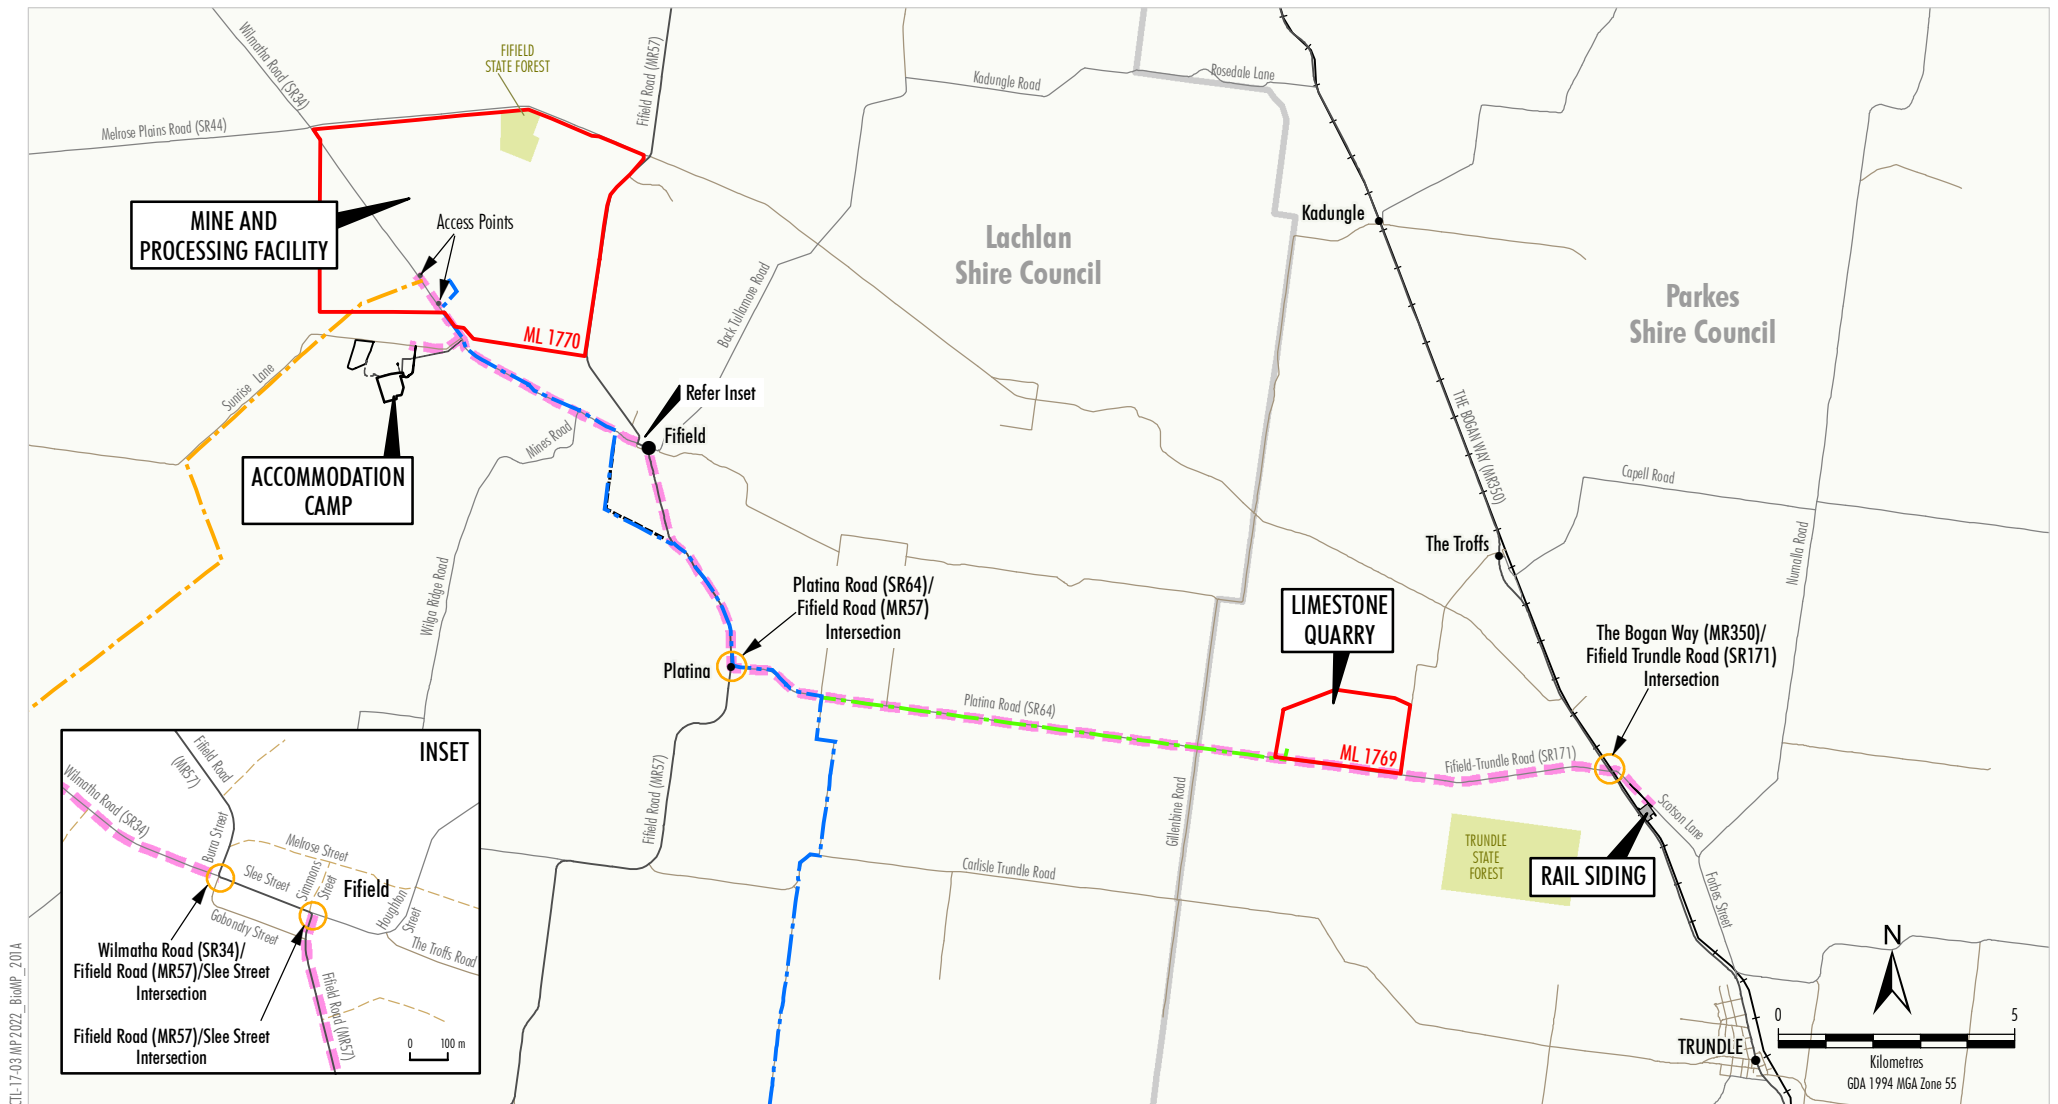 Wilmatha Road (SR34)
FIFIELD
STATE FOREST
Fifield Road (MR57)
Kadungle Road
Rosedale Lane
Melrose Plains Road (SR44)
MINE AND
PROCESSING FACILITY
Access Points
Kadungle
Lachlan
Shire Council
Parkes
Shire Council
Back Tullamore Road
ML 1770
Sunrise Lane
Refer Inset
Fifield
Mines Road
THE BOGAN WAY (MR350)
ACCOMMODATION
CAMP
Capell Road
The Troffs
Numalla Road
Wilga Ridge Road
Platina Road (SR64)/
Fifield Road (MR57)
Intersection
LIMESTONE
QUARRY
The Bogan Way (MR350)/
Fifield Trundle Road (SR171)
Intersection
Platina
Platina Road (SR64)
ML 1769
Fifield-Trundle Road (SR171)
Fifield Road (MR57)
Gillenbine Road
Scotson Lane
TRUNDLE
STATE
FOREST
RAIL SIDING
Carlisle Trundle Road
Forbes Street
TRUNDLE
INSET
Fifield Road
(MR57)
Wilmatha Road (SR34)
Burra Street
Melrose Street
Slee Street
Simmons
Street
Fifield
Houghton
Street
Gobondry Street
The Troffs Road
Wilmatha Road (SR34)/
Fifield Road (MR57)/Slee Street
Intersection
Fifield Road (MR57)
Fifield Road (MR57)/Slee Street
Intersection
0 100 m
N
0 5
Kilometres
GDA 1994 MGA Zone 55
CTL-17-03 MP 2022_BioMP_201A